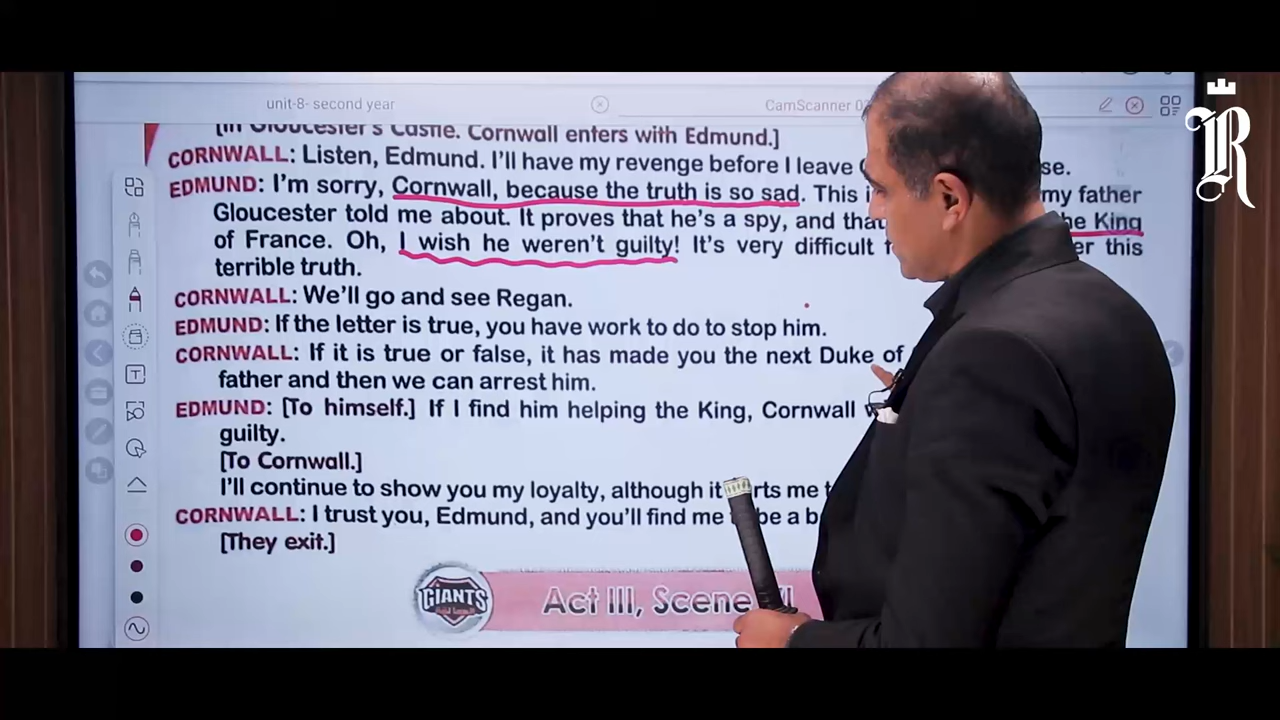 unit-8- second year
CamScanner 0
[In Gloucester's Castle. Cornwall enters with Edmund.]
CORNWALL: Listen, Edmund. I'll have my revenge before I leave
EDMUND: I'm sorry, Cornwall, because the truth is so sad. This my father
Gloucester told me about. It proves that he's a spy, and King
of France. Oh, I wish he weren't guilty! It's very difficult this
terrible truth.
CORNWALL: We'll go and see Regan.
EDMUND: If the letter is true, you have work to do to stop him.
CORNWALL: If it is true or false, it has made you the next Duke of
father and then we can arrest him.
EDMUND: [To himself.] If I find him helping the King, Cornwall
guilty.
[To Cornwall.]
I'll continue to show you my loyalty, although it me
CORNWALL: I trust you, Edmund, and you'll find me be a
[They exit.]
GIANTS
Act III, Scene
R